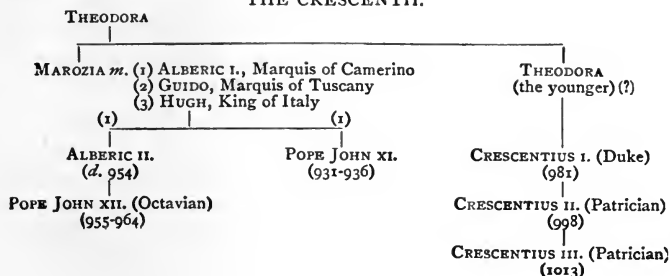 THE CRESCENTII.
THEODORA
MAROZIA m. (1) ALBERIC I., Marquis of Camerino
(2) GUIDO, Marquis of Tuscany
(3) HUGH, King of Italy
THEODORA
(the younger) (?)
(1) (1)
ALBERIC II.
(d. 954)
POPE JOHN XI.
(931-936)
CRESCENTIUS I. (Duke)
(981)
POPE JOHN XII. (Octavian)
(955-964)
CRESCENTIUS II. (Patrician)
(998)
CRESCENTIUS III. (Patrician)
(1013)